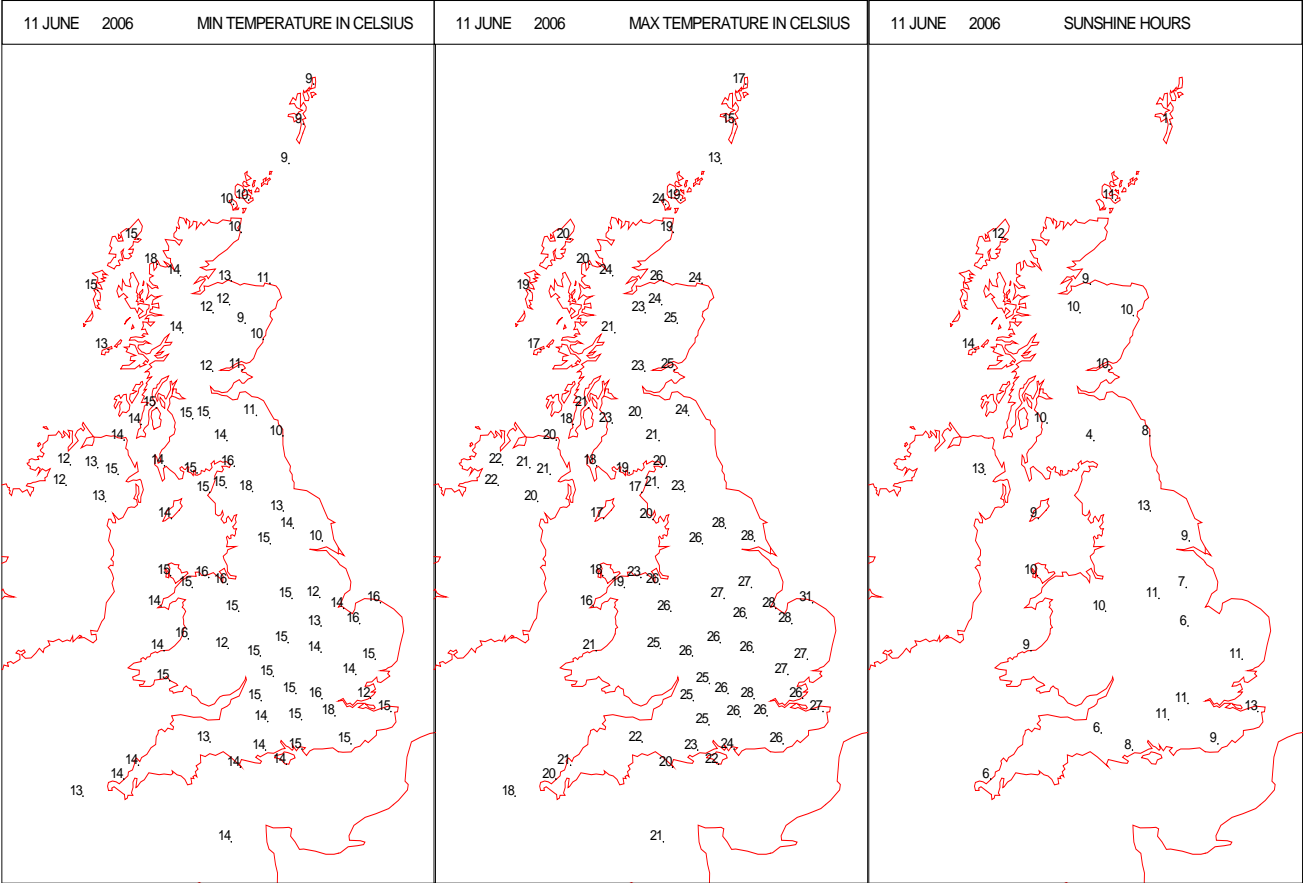 11 JUNE 2006 MIN TEMPERATURE IN CELSIUS
9
9
9
10 10
10
15
18 14
15 13 11
12
12
9
14 10
13
12 11
15
15 15 11
14
14 14 10
12 13 14 15 16
15
12 15 15 18
13
14 13
14
15 10
15 15 16 16
14 15 12 14 16
15 13 16
14 16 12 15 14
15 15
15 15 14
15 15 16 12
14 15 18 15
13 14 15 15
14 14 14
14
13
14
11 JUNE 2006 MAX TEMPERATURE IN CELSIUS
17
15
13
24 19
19
20
20 24
19 26 24
24
23
25
21
17
23 25
21
18 23 20 24
20 21
22 21 18 19 20
21
22 20 17 21 23
17 20
28
26 28
18 19 23 26
16 26 27 27 28 31
26 28
21 25 26 26
25 27
25 27
25 26 28 26
25 26 26 27
22 23 24 26
21 20 22
20
18
21
11 JUNE 2006 SUNSHINE HOURS
1
11
12
9
10 10
14
10
10
4 8
13
13
9
9
10
10 11 7
6
9 11
11 13
11
6 8 9
6